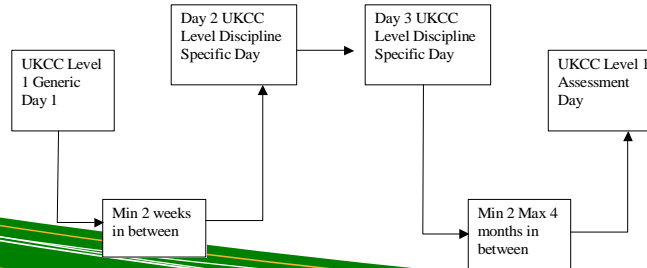 UKCC Level
1 Generic
Day 1
Min 2 weeks
in between
Day 2 UKCC
Level Discipline
Specific Day
Day 3 UKCC
Level Discipline
Specific Day
Min 2 Max 4
months in
between
UKCC Level 1
Assessment
Day